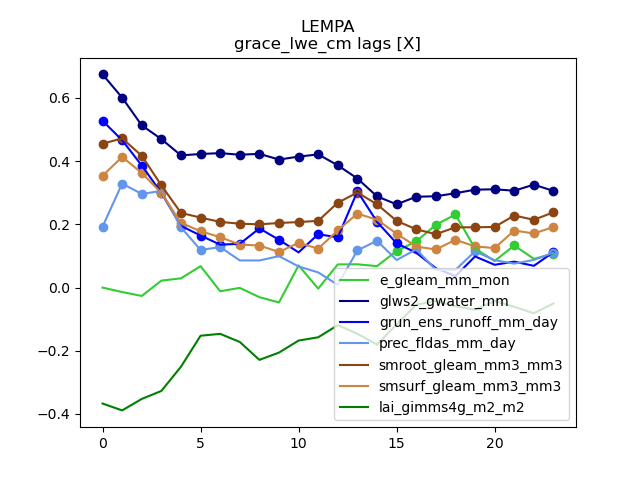 LEMPA
grace_lwe_cm lags [X]
0.6
0.4
0.2
0.0
−0.2
−0.4
0
5
10
15
20
e_gleam_mm_mon
glws2_gwater_mm
grun_ens_runoff_mm_day
prec_fldas_mm_day
smroot_gleam_mm3_mm3
smsurf_gleam_mm3_mm3
lai_gimms4g_m2_m2